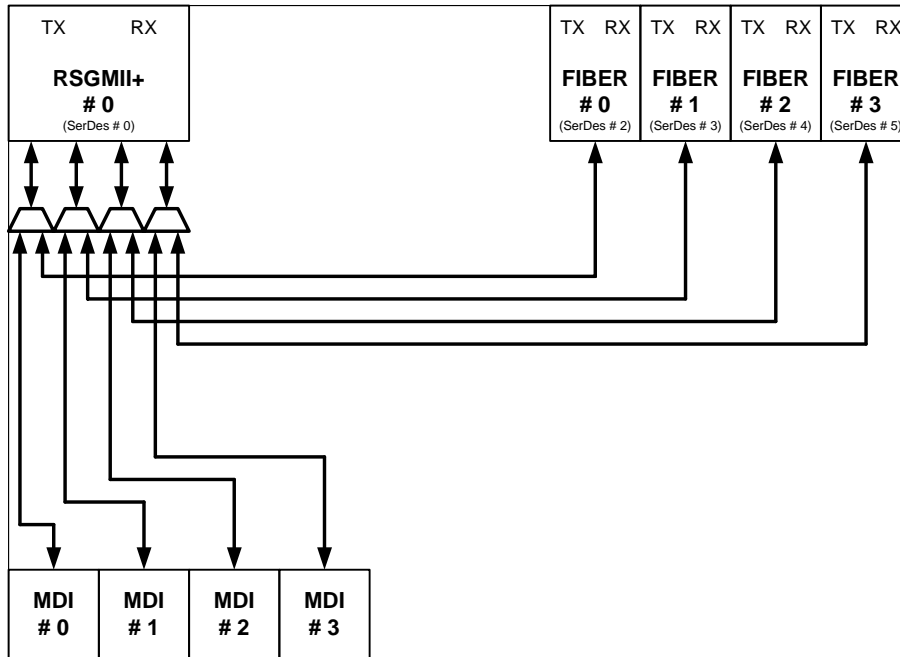 TX RX
RSGMII+
# 0
(SerDes # 0)
TX RX
FIBER
# 0
(SerDes # 2)
TX RX
FIBER
# 1
(SerDes # 3)
TX RX
FIBER
# 2
(SerDes # 4)
TX RX
FIBER
# 3
(SerDes # 5)
MDI
# 0
MDI
# 1
MDI
# 2
MDI
# 3